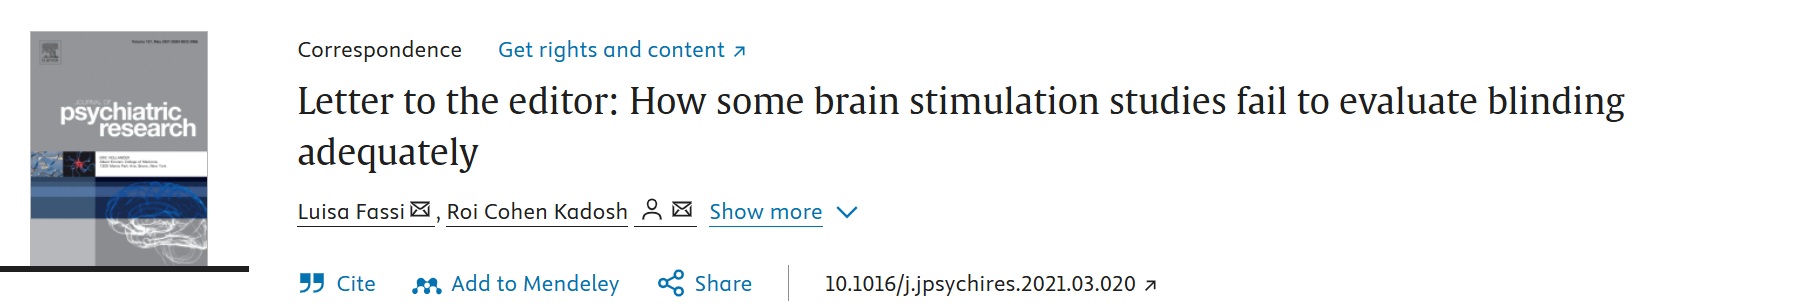 Correspondence Get rights and content ↗
Letter to the editor: How some brain stimulation studies fail to evaluate blinding
adequately
Luisa Fassi, Roi Cohen Kadosh Show more
Cite Add to Mendeley Share 10.1016/j.jpsychires.2021.03.020 ↗
JOURNAL OF
psychiatric
research